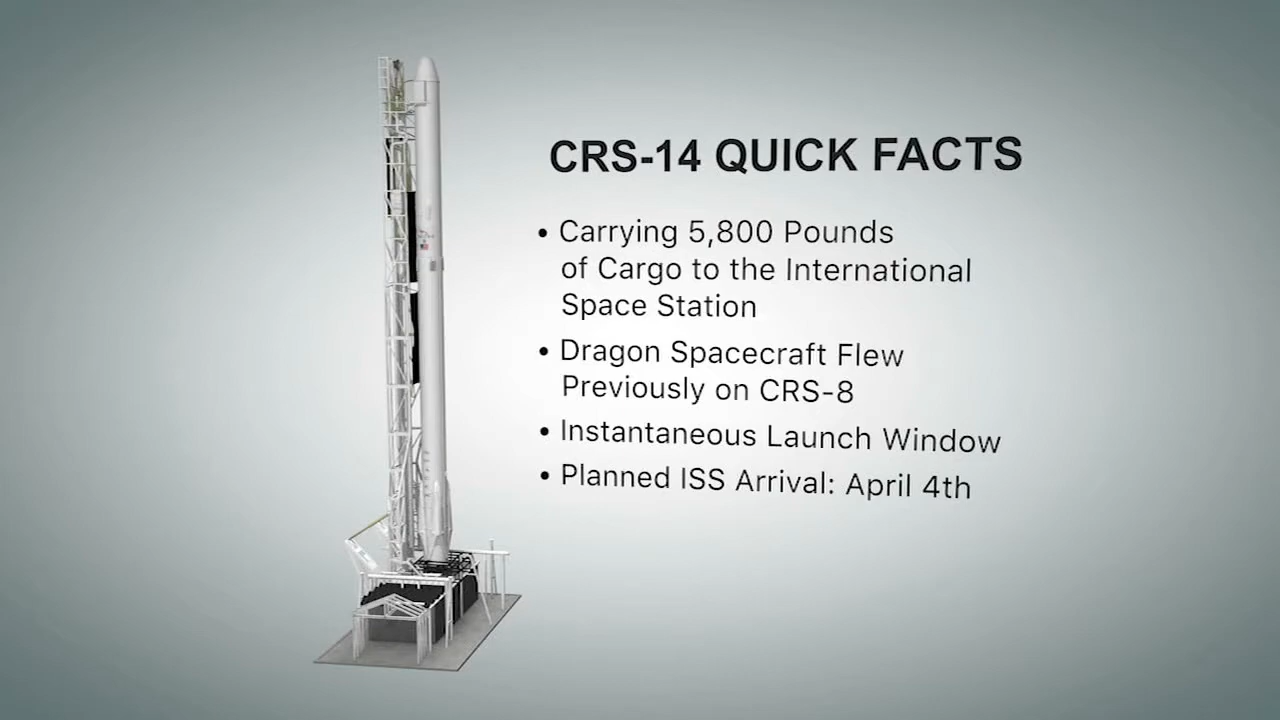 CRS-14 QUICK FACTS
• Carrying 5,800 Pounds
of Cargo to the International
Space Station
• Dragon Spacecraft Flew
Previously on CRS-8
• Instantaneous Launch Window
• Planned ISS Arrival: April 4th